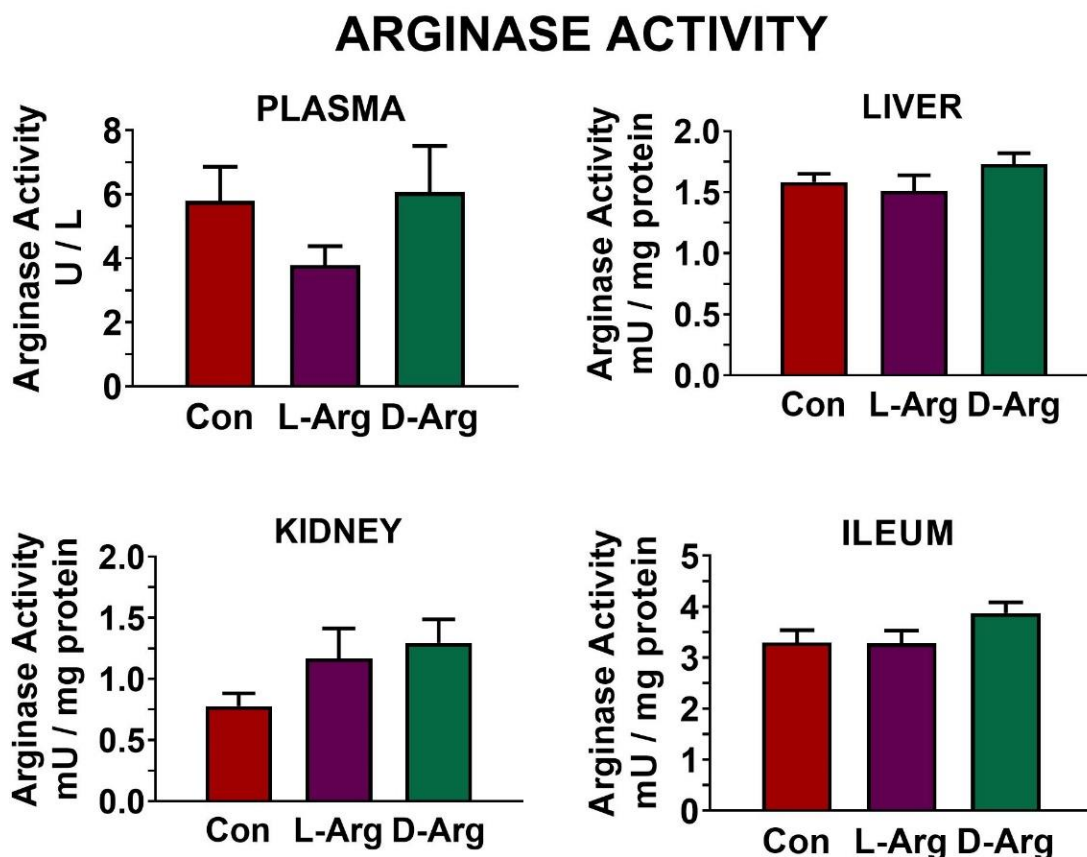 ARGINASE ACTIVITY
PLASMA
Arginase Activity
U / L
8
6
4
2
0
Con L-Arg D-Arg
LIVER
Arginase Activity
mU / mg protein
2.0
1.5
1.0
0.5
0.0
Con L-Arg D-Arg
KIDNEY
Arginase Activity
mU / mg protein
2.0
1.5
1.0
0.5
0.0
Con L-Arg D-Arg
ILEUM
Arginase Activity
mU / mg protein
5
4
3
2
1
0
Con L-Arg D-Arg